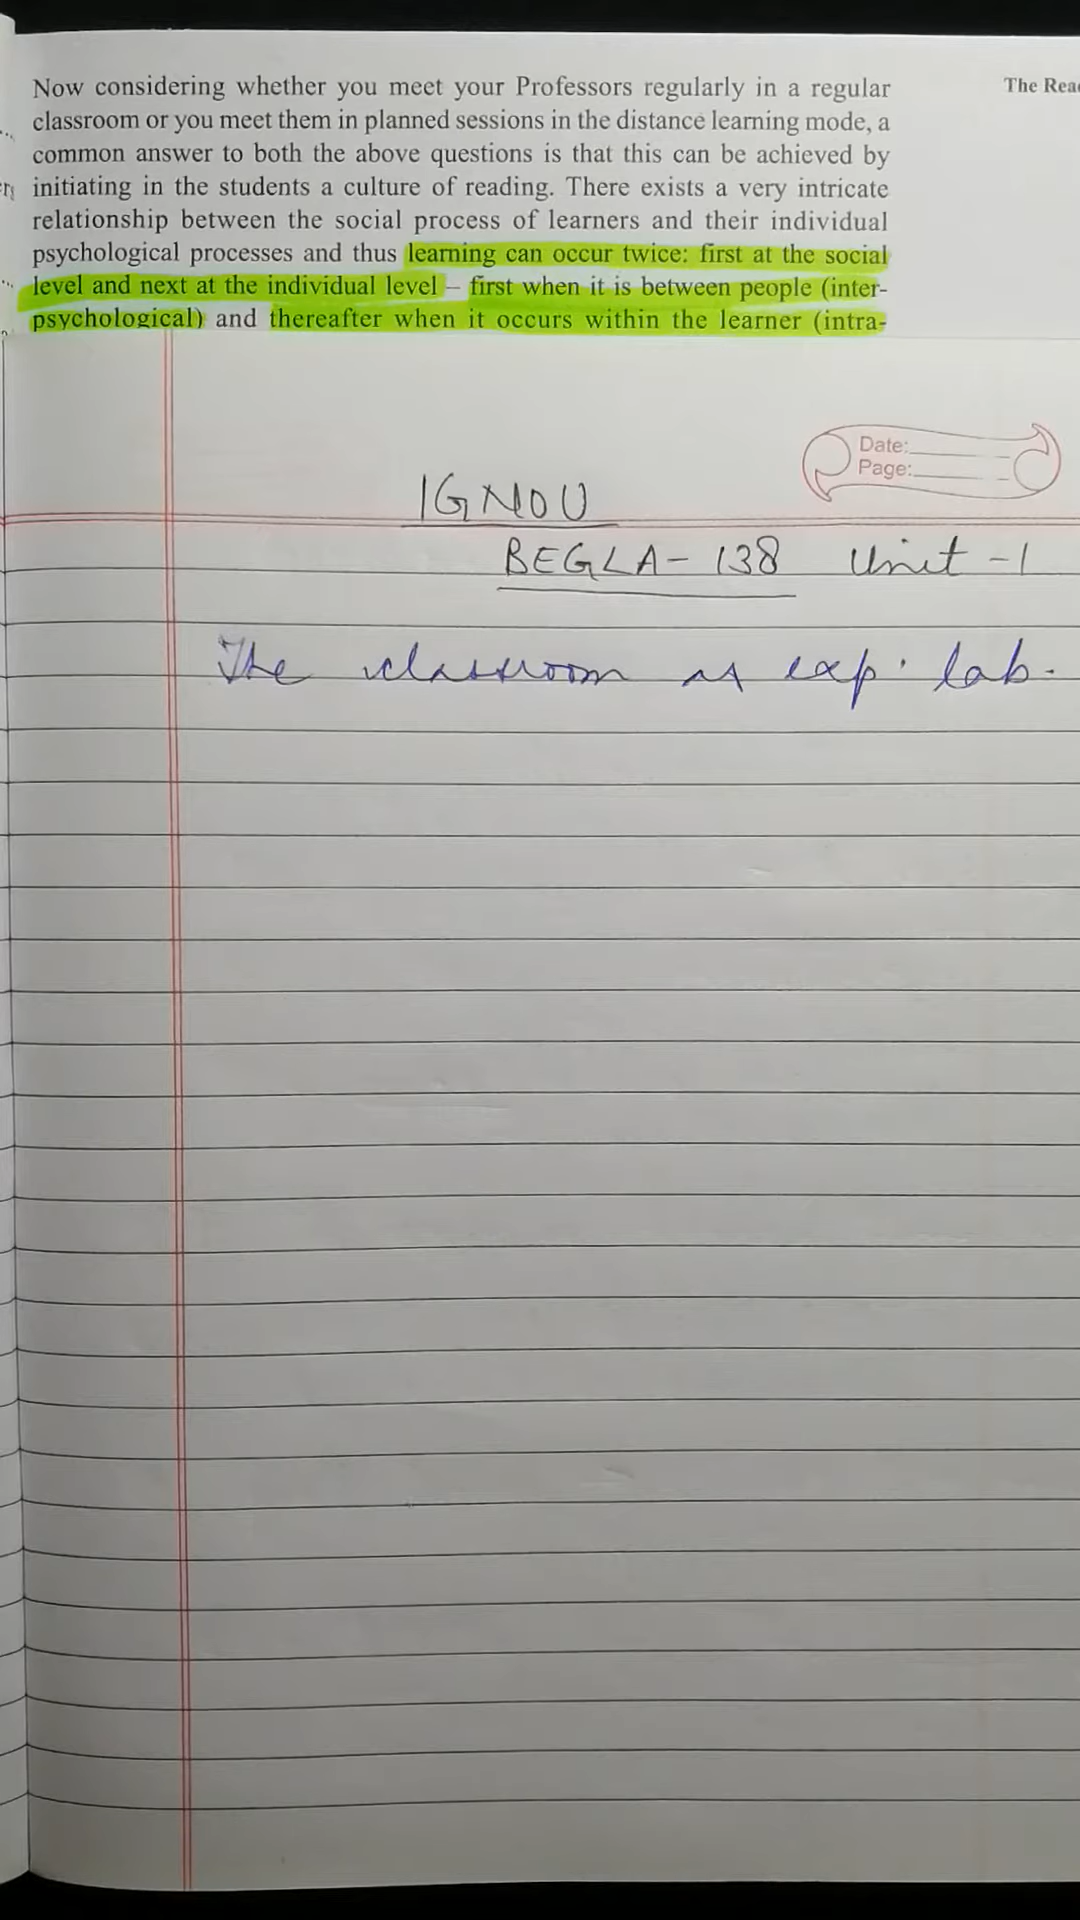 Now considering whether you meet your Professors regularly in a regular
The Rea
classroom or you meet them in planned sessions in the distance learning mode, a
common answer to both the above questions is that this can be achieved by
initiating in the students a culture of reading. There exists a very intricate
relationship between the social process of learners and their individual
psychological processes and thus learning can occur twice: first at the social
level and next at the individual level – first when it is between people (inter-
psychological) and thereafter when it occurs within the learner (intra-
Date:
Page:
IGNOU
BEGLA-138 Unit-1
The classroom as exp. lab.